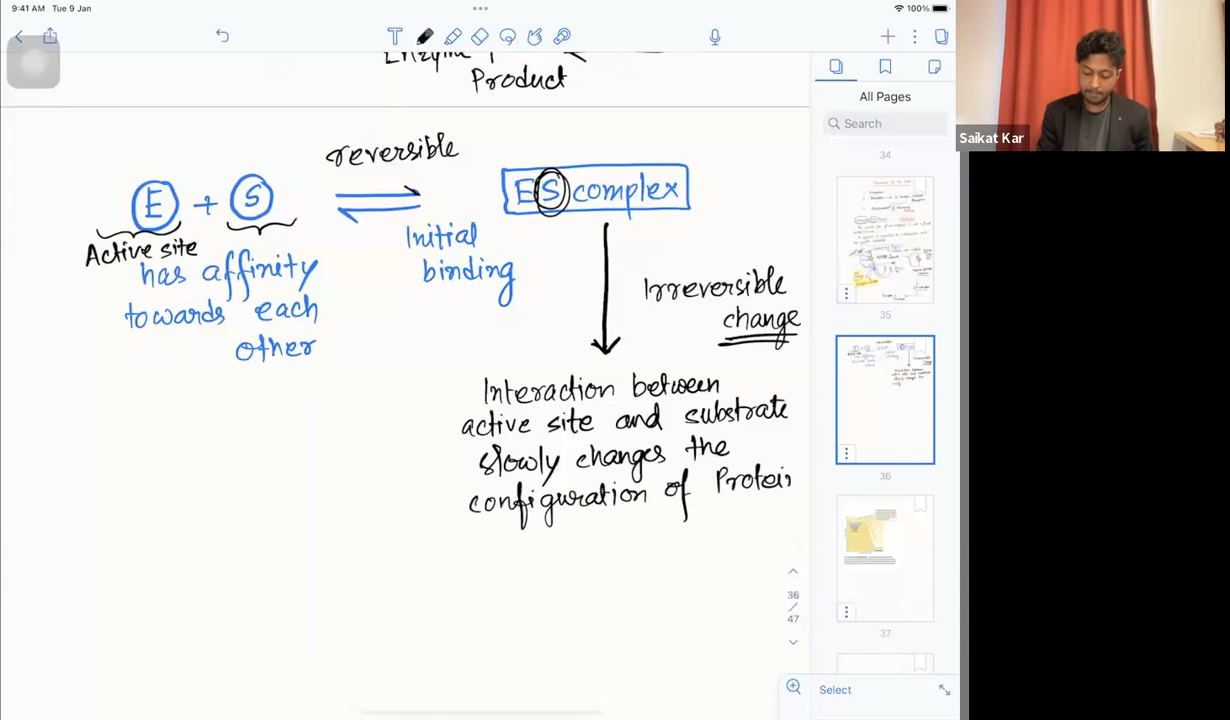 9:41 AM Tue 9 Jan
100%
Enzyme
Product
reversible
E + S
ES complex
Active site
has affinity
towards each
other
Initial
binding
Irreversible
change
Interaction between
active site and substrate
slowly changes the
configuration of Protein
36
/
47
All Pages
Search
34
35
36
37
Select
Saikat Kar